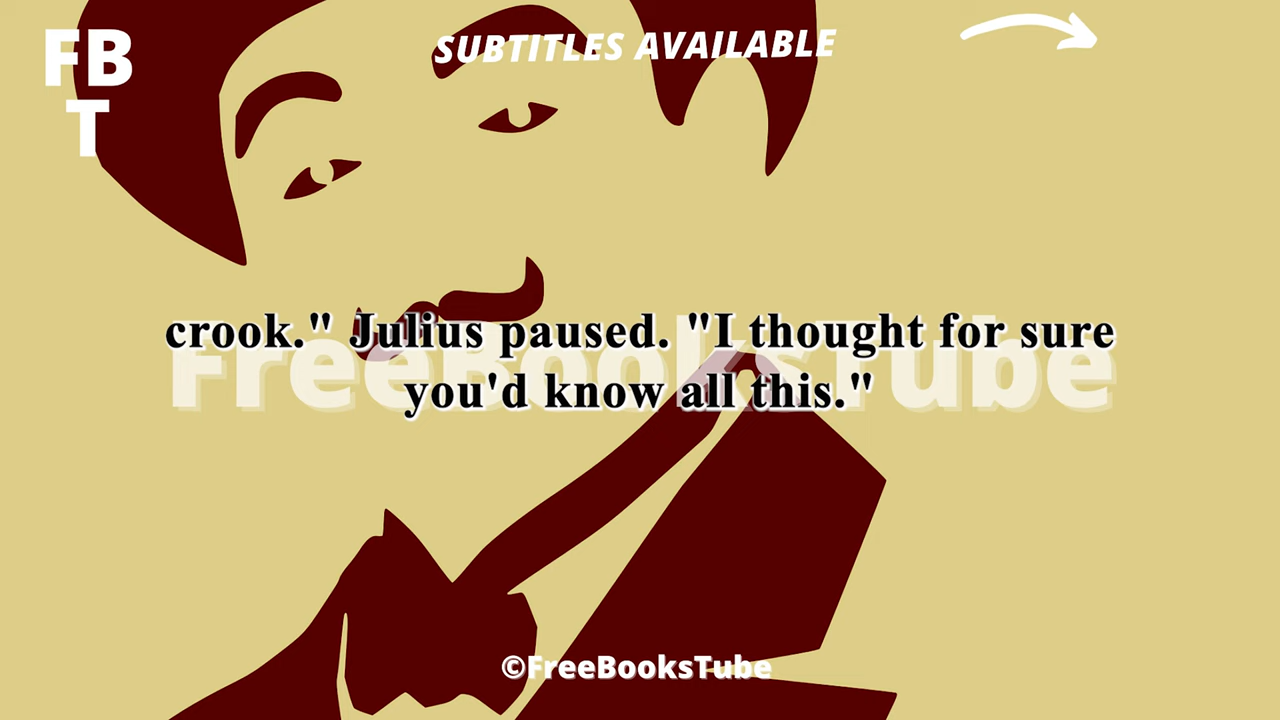 FB
T
SUBTITLES AVAILABLE
crook." Julius paused. "I thought for sure
you'd know all this."
FreeBooksTube
©FreeBooksTube